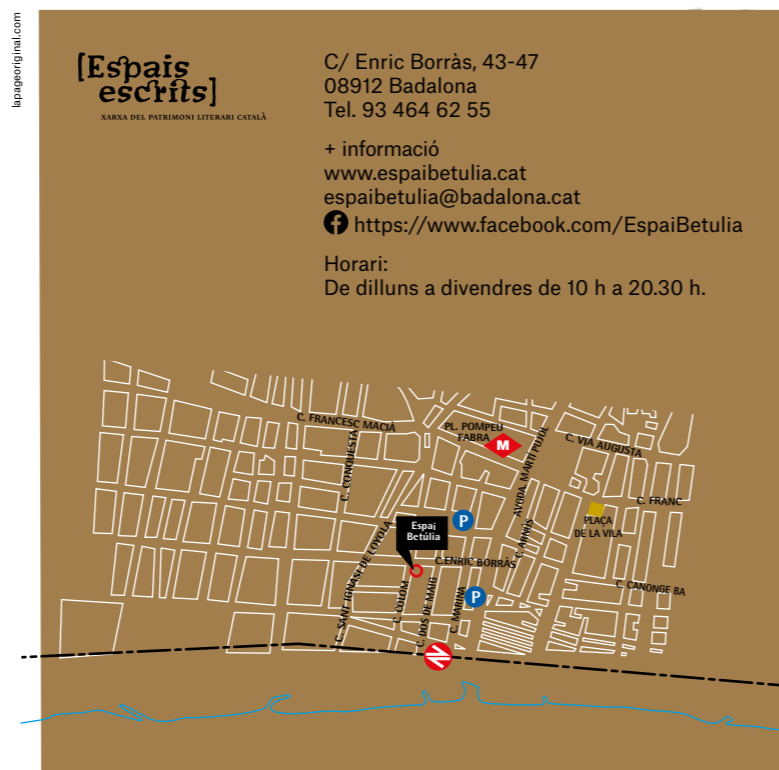 lapageoriginal.com
[Espais
escrits]
XARXA DEL PATRIMONI LITERARI CATALÀ
C/ Enric Borràs, 43-47
08912 Badalona
Tel. 93 464 62 55
+ informació
www.espaibetulia.cat
espaibetulia@badalona.cat
https://www.facebook.com/EspaiBetulia
Horari:
De dilluns a divendres de 10 h a 20.30 h.
C. FRANCESC MACIÀ
C. CONQUESTA
PL. POMPEU
FABRA
M
AVGDA. MARTÍ PUJOL
C. VIA AUGUSTA
C. FRANC
PLAÇA
DE LA VILA
P
Espai
Betúlia
C. SANT IGNASI DE LOYOLA
C. ENRIC BORRÀS
C. ARNÚS
C. COLOM
C. DOS DE MAIG
C. MARINA
P
C. CANONGE BA